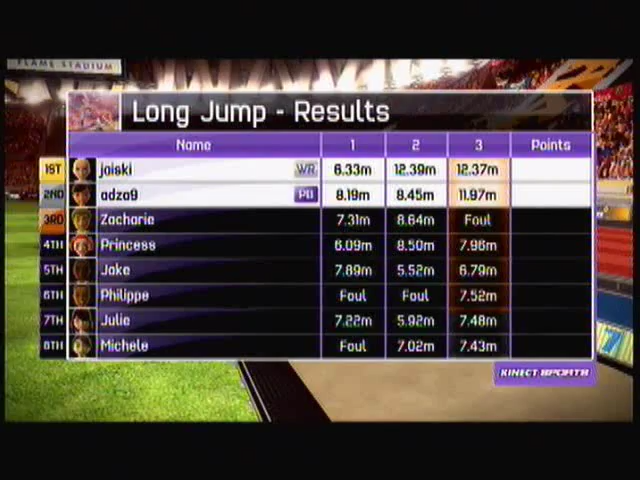 FLAME STADIUM
Long Jump - Results
Name 1 2 3 Points
1ST jaiski WR 6.33m 12.39m 12.37m
2ND adza9 PB 8.19m 8.45m 11.97m
3RD Zacharie 7.31m 8.64m Foul
4TH Princess 6.09m 8.50m 7.96m
5TH Jake 7.89m 5.52m 6.79m
6TH Philippe Foul Foul 7.52m
7TH Julie 7.22m 5.92m 7.48m
8TH Michele Foul 7.02m 7.43m
KINECT SPORTS